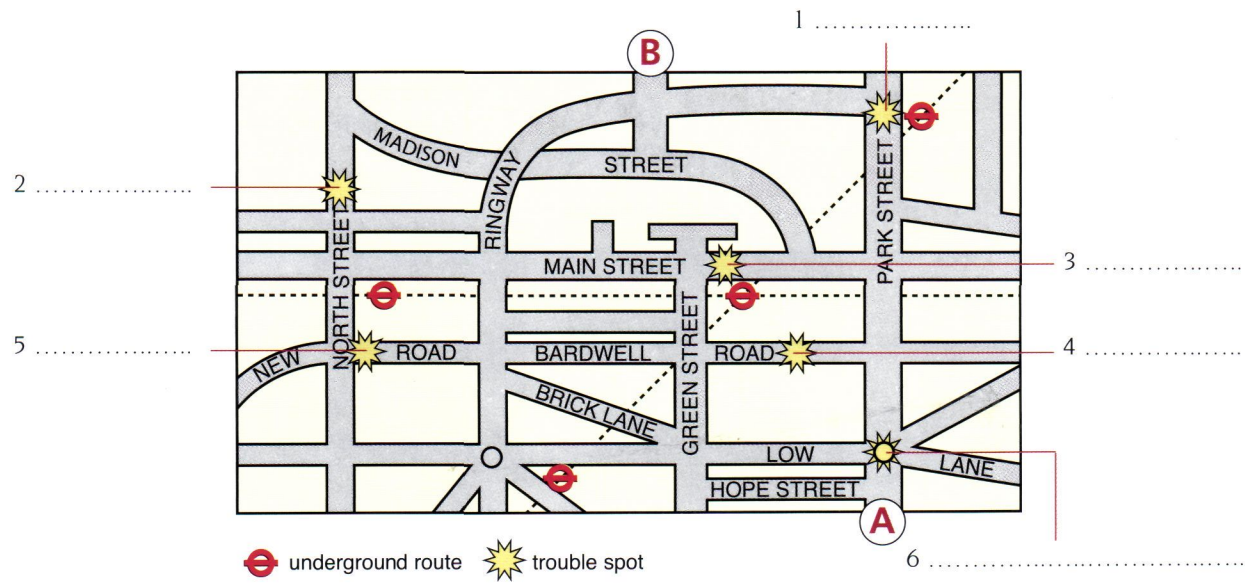 1 ......................
B
MADISON
STREET
RINGWAY
PARK STREET
2 ......................
NORTH STREET
MAIN STREET
3 ......................
GREEN STREET
5 ......................
NEW
ROAD
BARDWELL
ROAD
4 ......................
BRICK LANE
LOW
LANE
HOPE STREET
A
6 ............................................
underground route
trouble spot